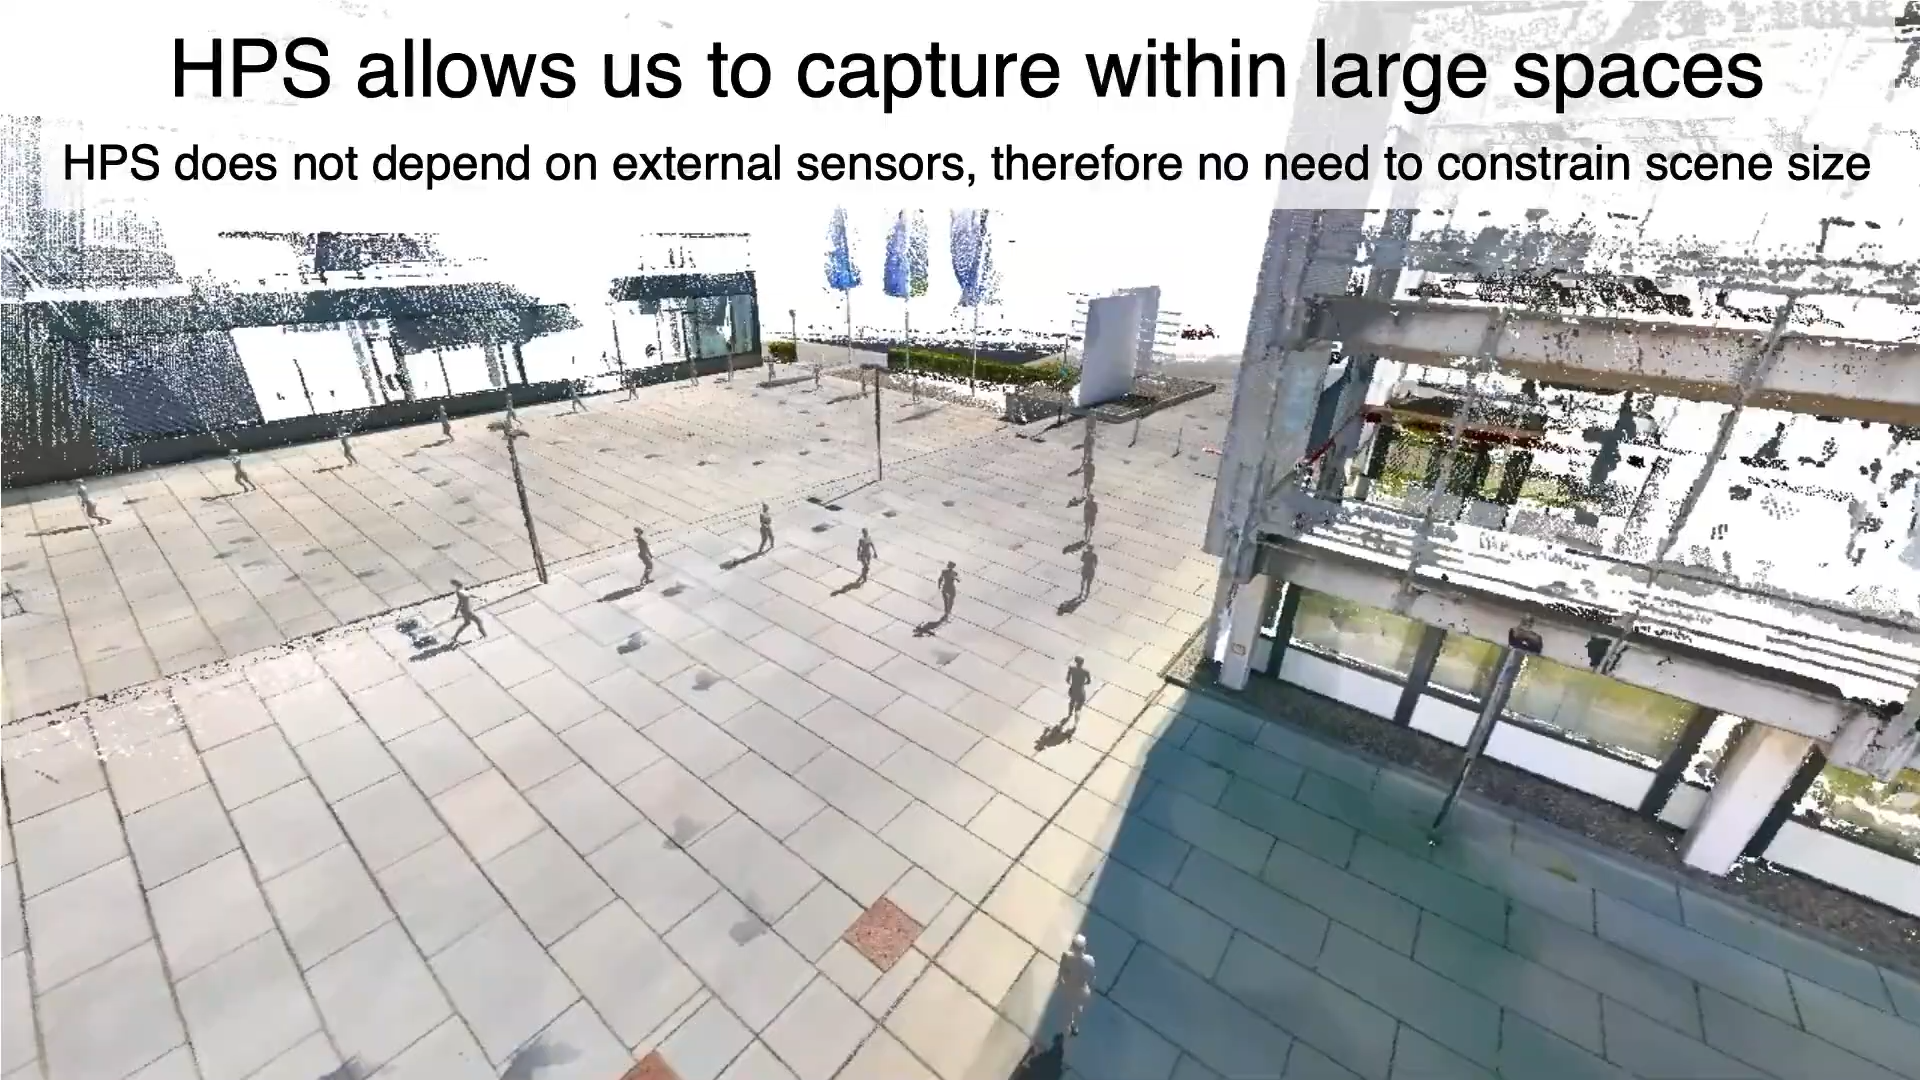 HPS allows us to capture within large spaces
HPS does not depend on external sensors, therefore no need to constrain scene size